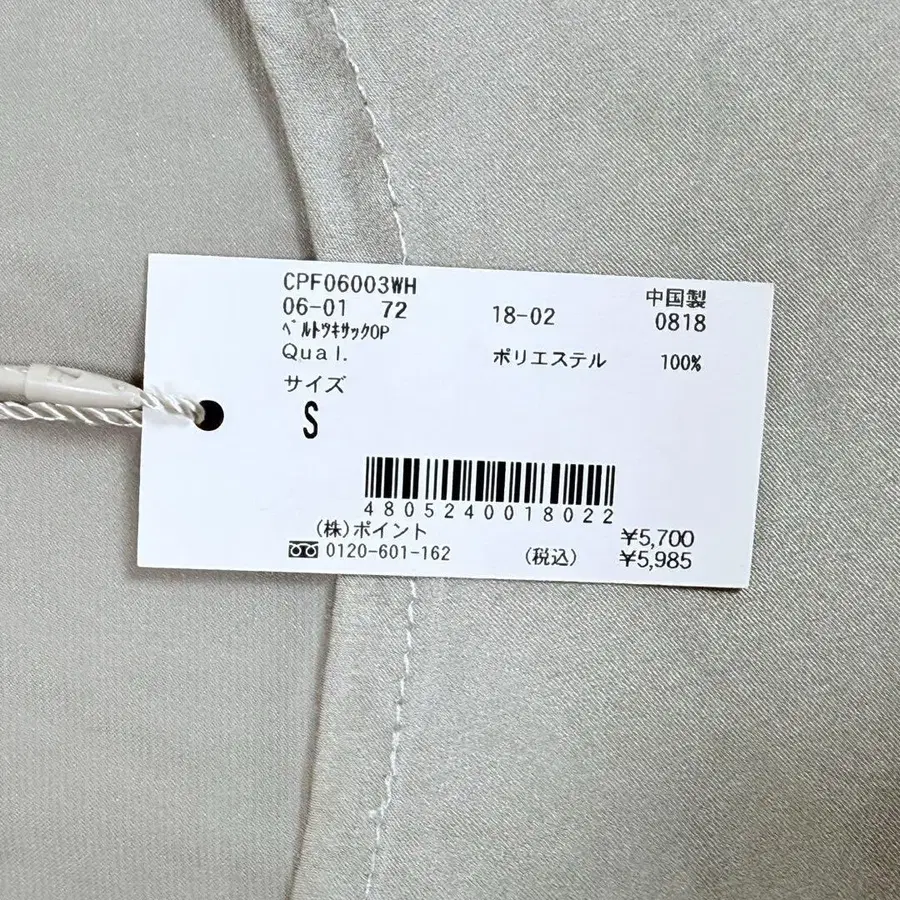 CPF06003WH 中国製
06-01 72 18-02 0818
ﾍﾞﾙﾄﾂｷｻｯｸOP
Qual. ポリエステル 100%
サイズ
S
4805240018022
(株)ポイント ¥5,700
0120-601-162 (税込) ¥5,985